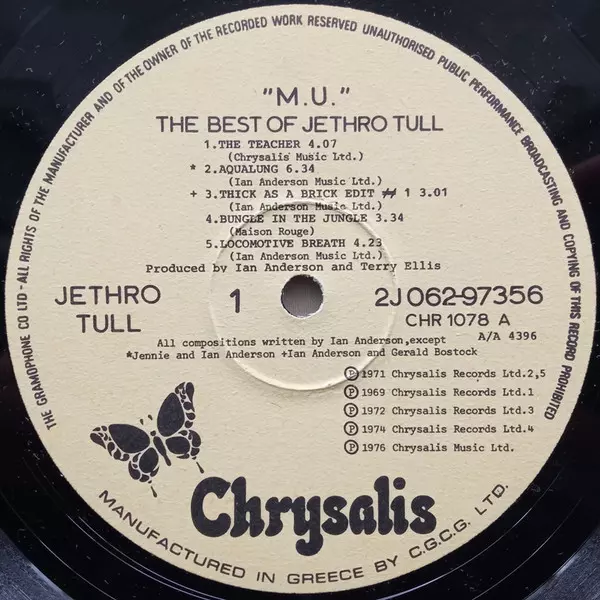 THE GRAMOPHONE CO LTD - ALL RIGHTS OF THE MANUFACTURER AND OF THE OWNER OF THE RECORDED WORK RESERVED UNAUTHORISED PUBLIC PERFORMANCE BROADCASTING AND COPYING OF THIS RECORD PROHIBITED
"M.U."
THE BEST OF JETHRO TULL
1.THE TEACHER 4.07
(Chrysalis Music Ltd.)
* 2.AQUALUNG 6.34
(Ian Anderson Music Ltd.)
+ 3.THICK AS A BRICK EDIT # 1 3.01
(Ian Anderson Music Ltd.)
4.BUNGLE IN THE JUNGLE 3.34
(Maison Rouge)
5.LOCOMOTIVE BREATH 4.23
(Ian Anderson Music Ltd.)
Produced by Ian Anderson and Terry Ellis
JETHRO
TULL
1
2J 062-97356
CHR 1078 A
A/A 4396
All compositions written by Ian Anderson,except
*Jennie and Ian Anderson +Ian Anderson and Gerald Bostock
Ⓟ 1971 Chrysalis Records Ltd.2,5
Ⓟ 1969 Chrysalis Records Ltd.1
Ⓟ 1972 Chrysalis Records Ltd.3
Ⓟ 1974 Chrysalis Records Ltd.4
Ⓟ 1976 Chrysalis Music Ltd.
Chrysalis
MANUFACTURED IN GREECE BY C.G.C.G. LTD.